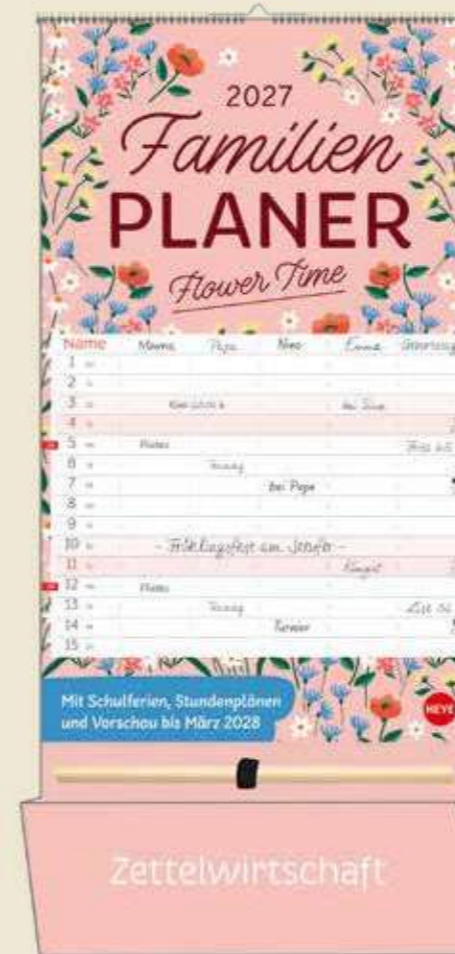 2027
Familien
PLANER
Flower Time
Name Mama Papa Nino Emma
1
2
3
4
5 Pilates
6 Training
7 bei Papa
8
9
10 - Frühlingsfest am Seeufer -
11
12 Pilates
13 Training
14 Turnier
15
Mit Schulferien, Stundenplänen
und Vorschau bis März 2028
HEYE
Zettelwirtschaft